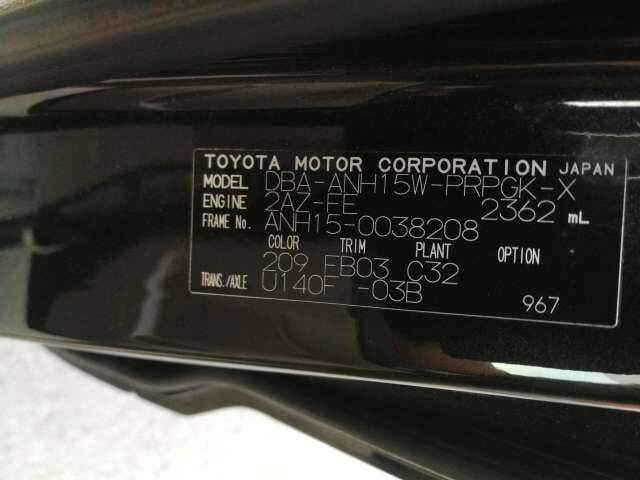 TOYOTA MOTOR CORPORATION JAPAN
MODEL DBA-ANH15W-PRPGK-X
ENGINE 2AZ-FE 2362 mL
FRAME No. ANH15-0038208
COLOR TRIM PLANT OPTION
209 FB03 C32
TRANS./AXLE U140F -03B
967